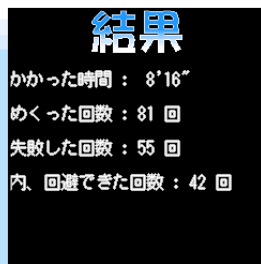 結果
かかった時間 : 8'16"
めくった回数 : 81 回
失敗した回数 : 55 回
内、回避できた回数 : 42 回